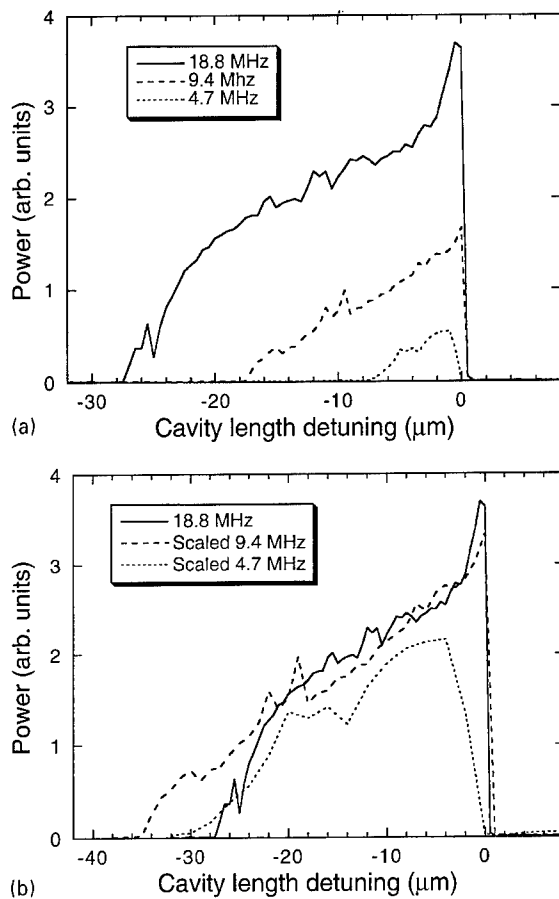 4
3
2
1
0
Power (arb. units)
18.8 MHz
9.4 Mhz
4.7 MHz
-30 -20 -10 0
(a) Cavity length detuning (μm)
4
3
2
1
0
Power (arb. units)
18.8 MHz
Scaled 9.4 MHz
Scaled 4.7 MHz
-40 -30 -20 -10 0
(b) Cavity length detuning (μm)